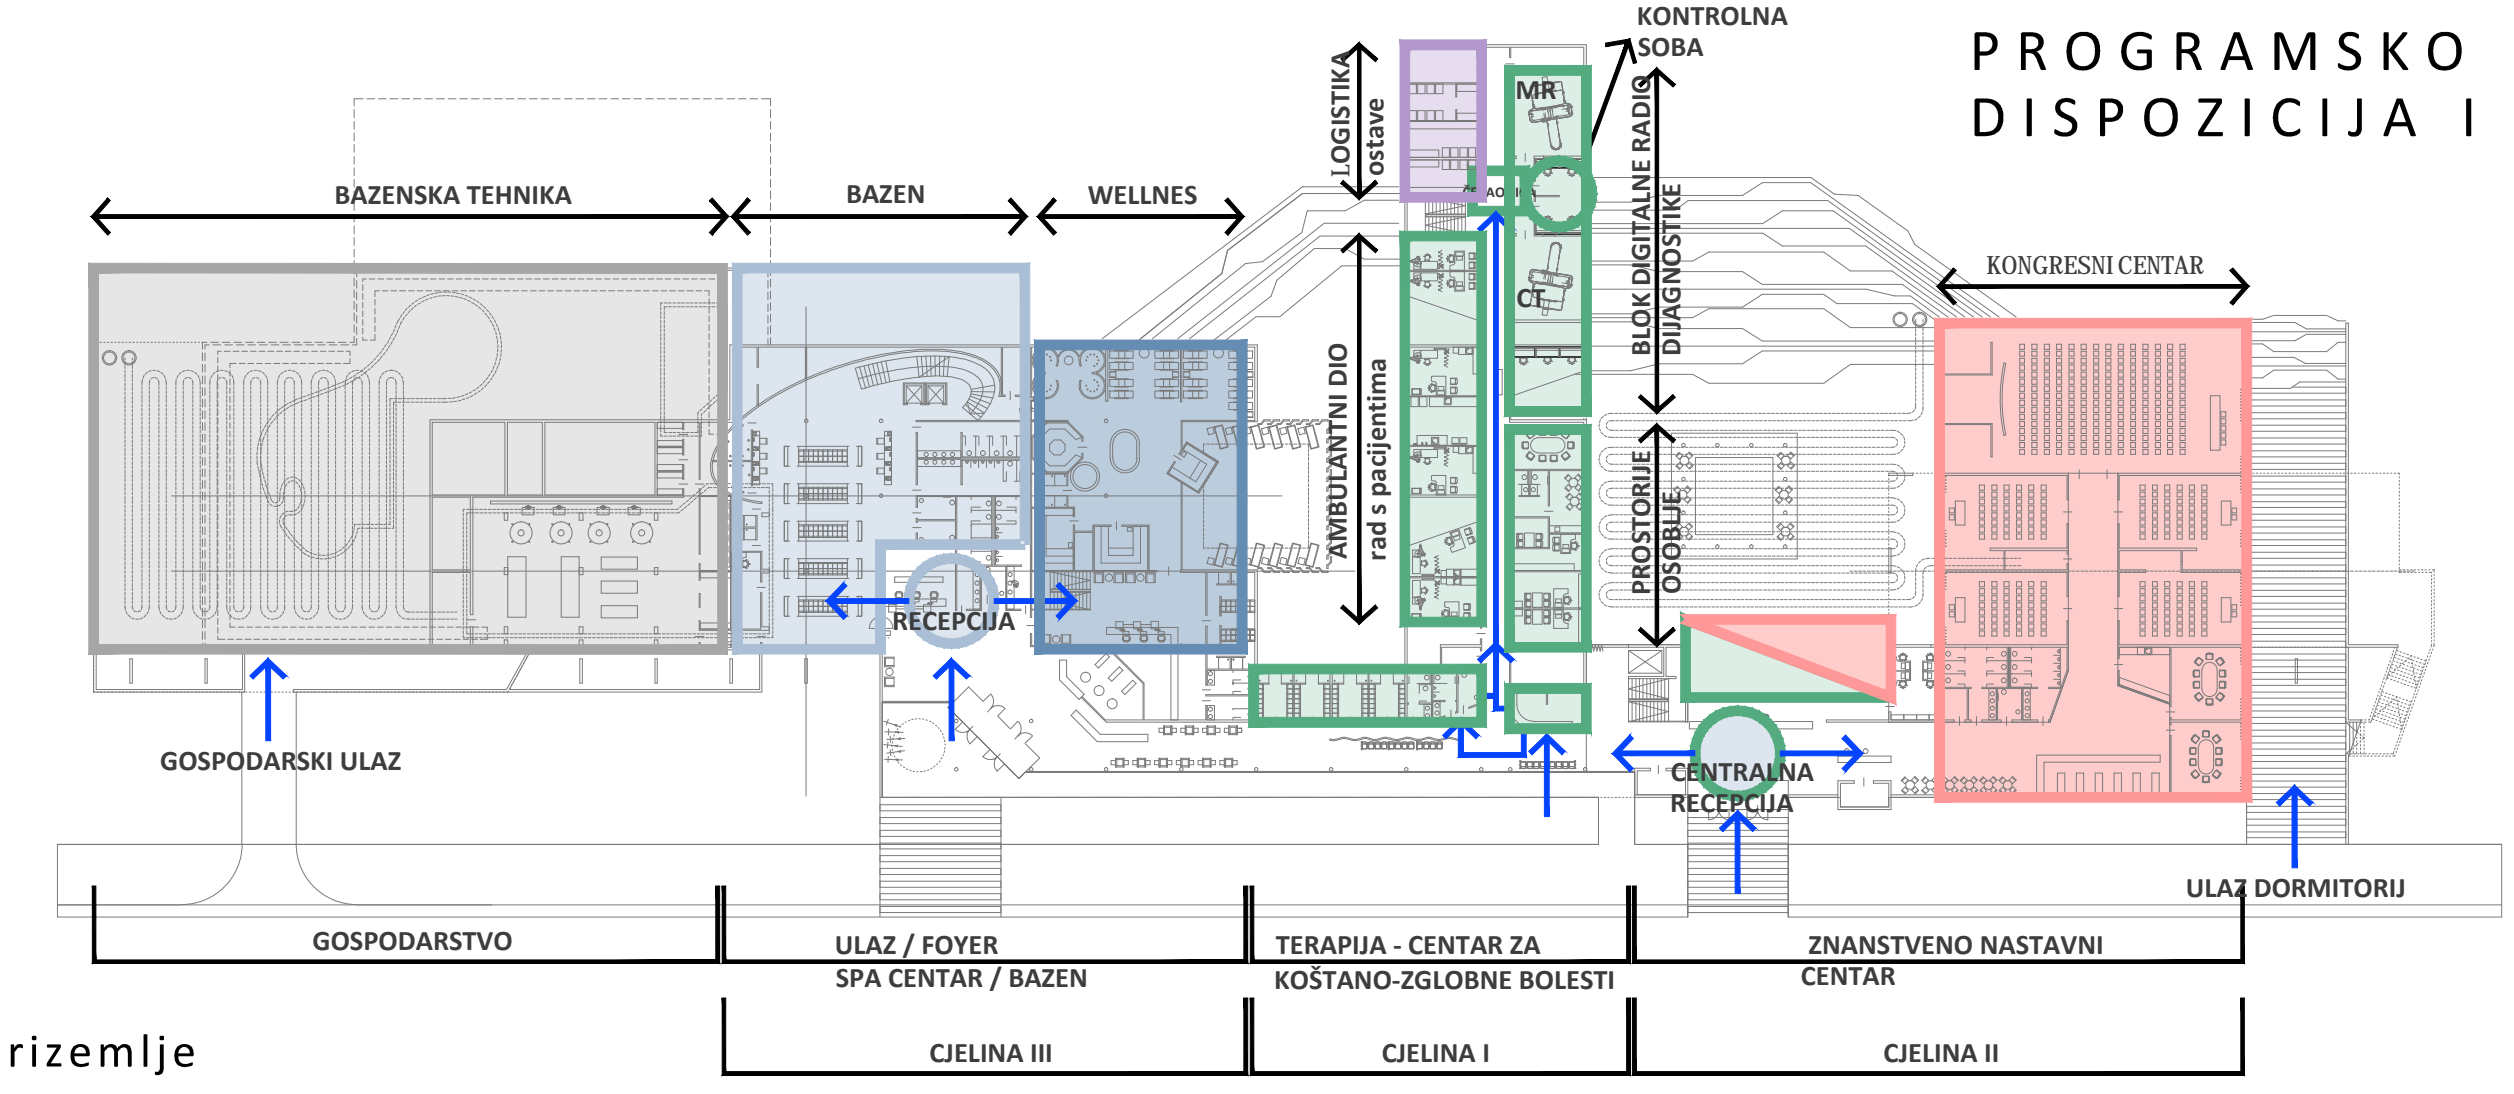 PROGRAMSKO
DISPOZICIJA I
KONTROLNA
SOBA
LOGISTIKA
ostave
MR
CT
BLOK DIGITALNE RADIO
DIJAGNOSTIKE
BAZENSKA TEHNIKA
BAZEN
WELLNES
KONGRESNI CENTAR
AMBULANTNI DIO
rad s pacijentima
PROSTORIJE
OSOBLJE
RECEPCIJA
GOSPODARSKI ULAZ
CENTRALNA
RECEPCIJA
ULAZ DORMITORIJ
GOSPODARSTVO
ULAZ / FOYER
SPA CENTAR / BAZEN
TERAPIJA - CENTAR ZA
KOŠTANO-ZGLOBNE BOLESTI
ZNANSTVENO NASTAVNI
CENTAR
rizemlje
CJELINA III
CJELINA I
CJELINA II